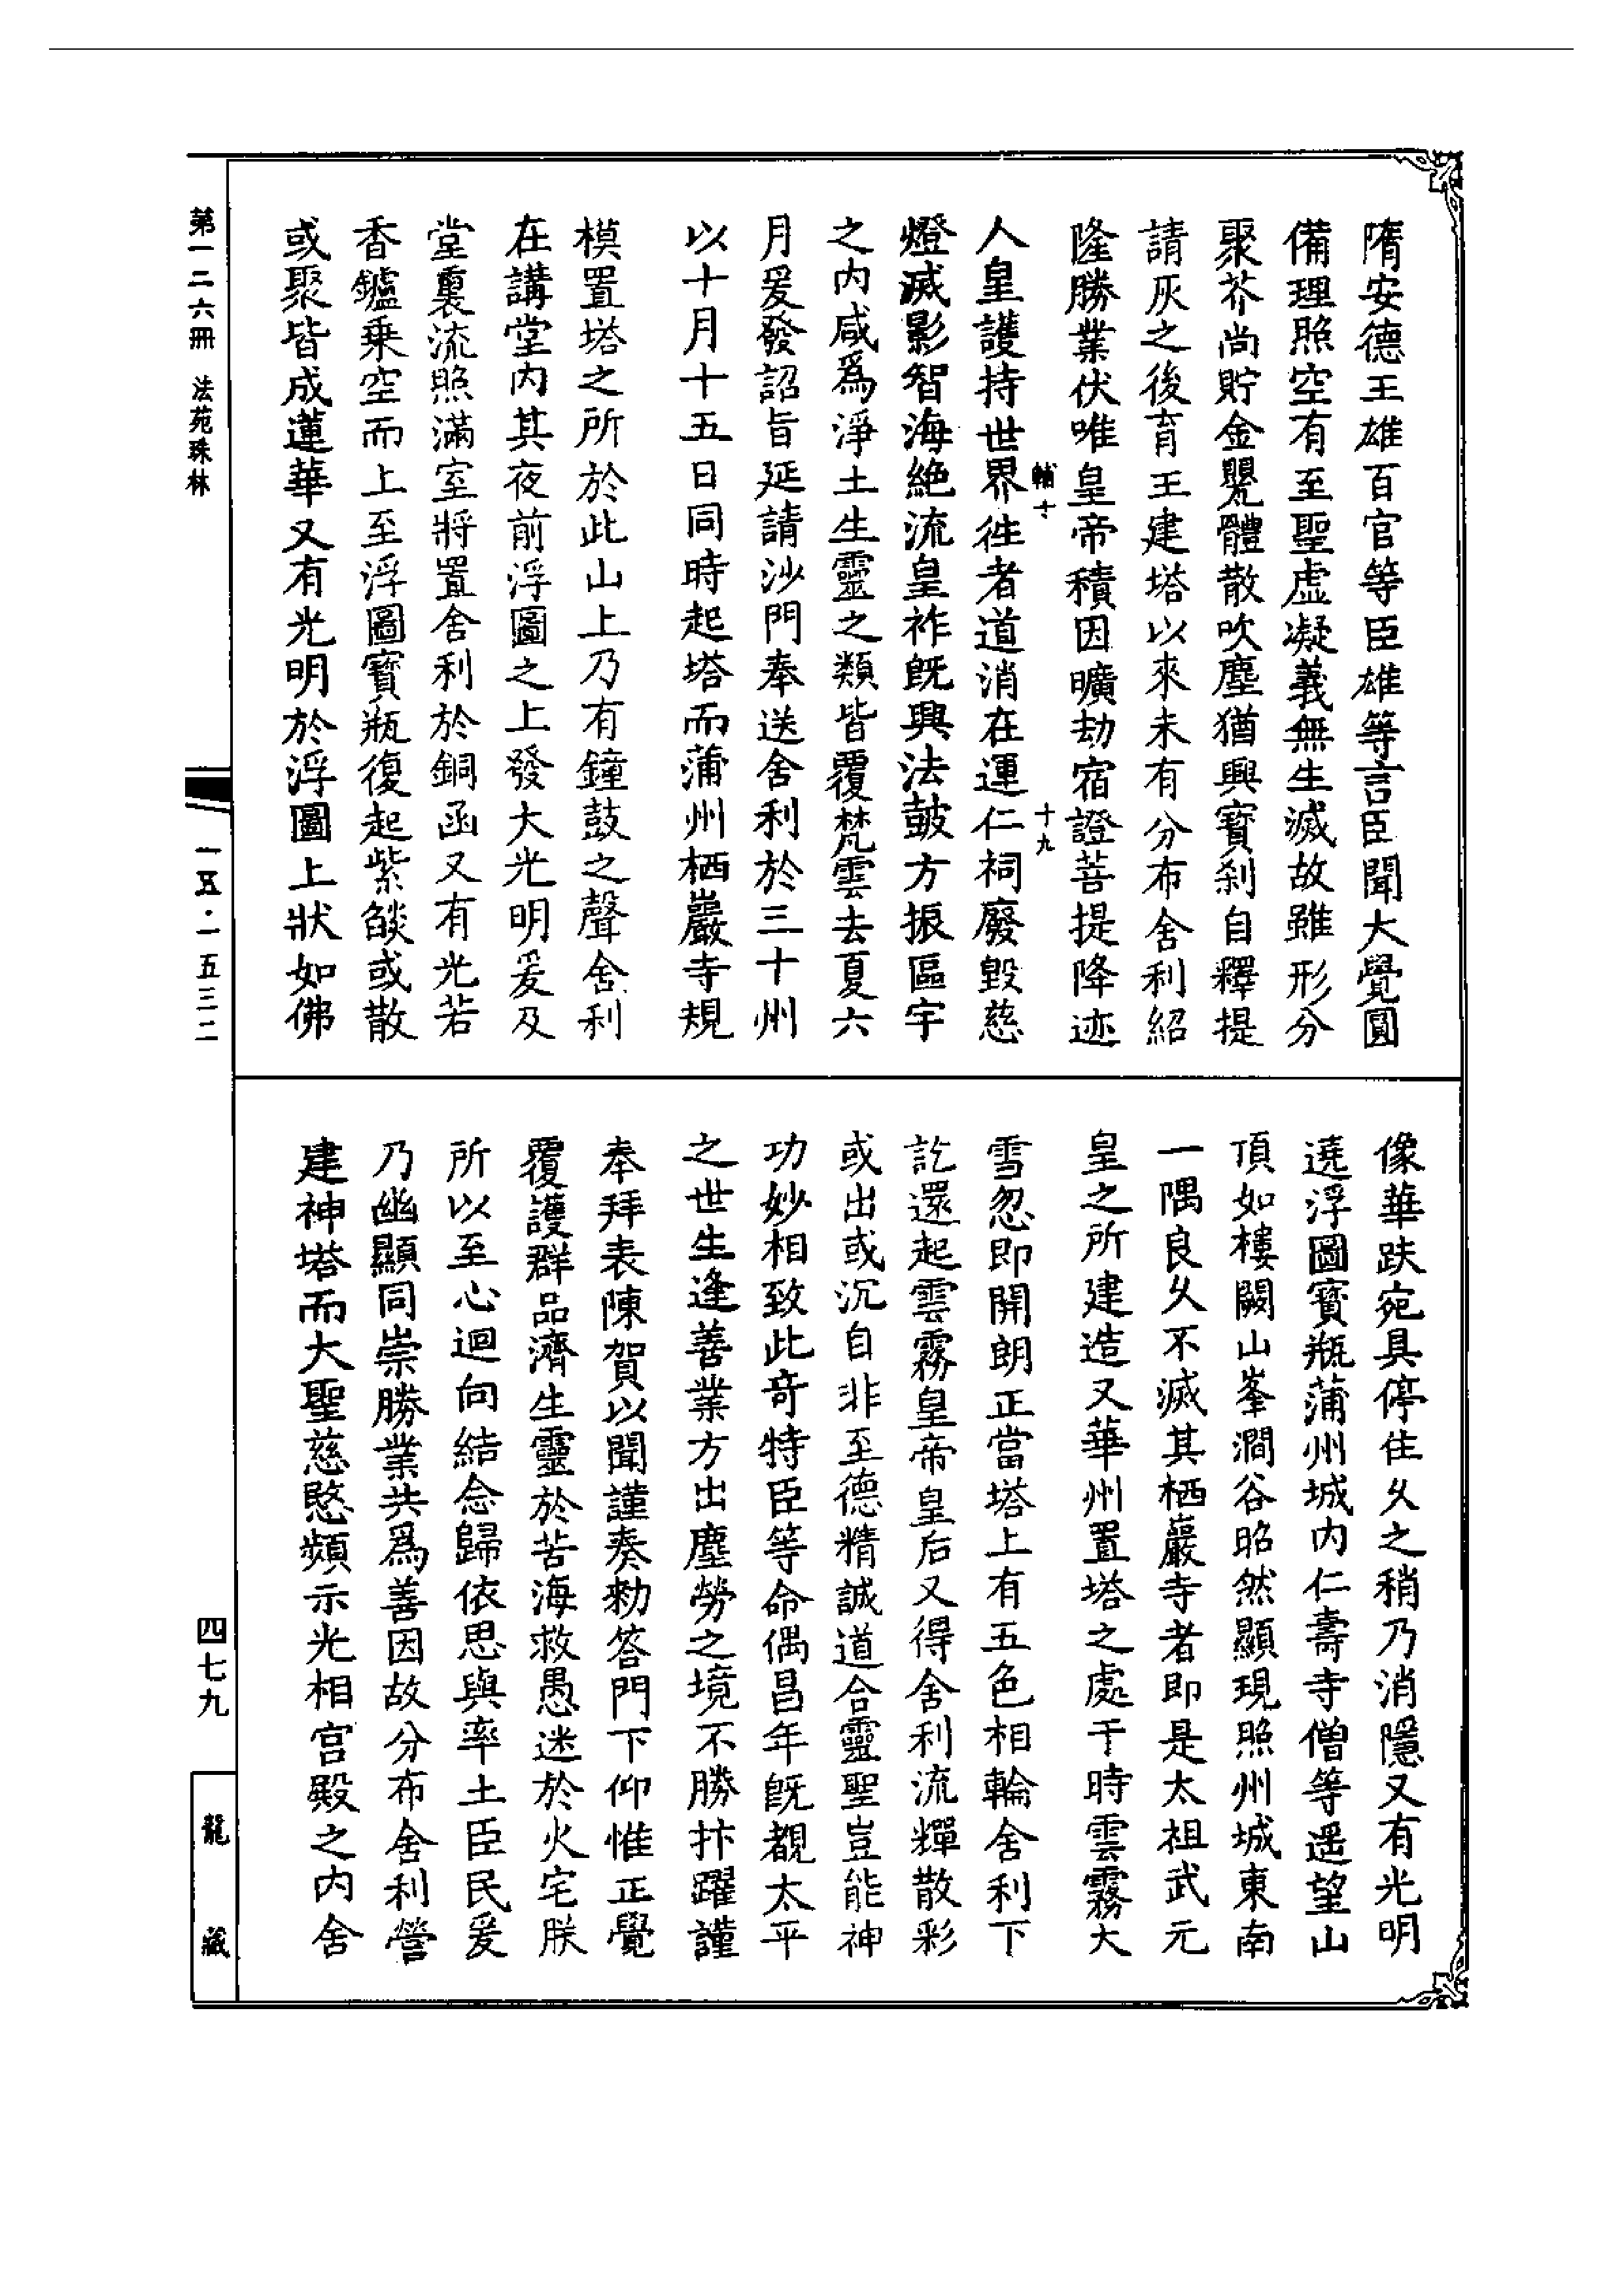 隋安德王雄百官等臣雄等言臣聞大覺圓
備理照空有至聖虛凝義無生滅故雖形分
聚芥尚貯金甖體散吹塵猶興寶刹自釋提
請灰之後育王建塔以來未有分布舍利紹
隆勝業伏唯皇帝積因曠劫宿證菩提降迹
輔十 十九
人皇護持世界徃者道消在運仁祠廢毀慈
燈滅影智海絶流皇祚既興法皷方振區宇
之内咸爲淨土生靈之類皆覆梵雲去夏六
月爰發詔旨延請沙門奉送舍利於三十州
以十月十五日同時起塔而蒲州栖巖寺規
模置塔之所於此山上乃有鐘鼓之聲舍利
在講堂内其夜前浮圖之上發大光明爰及
堂裏流照滿室將置舍利於銅函又有光若
香鑪乗空而上至浮圖寶瓶復起紫燄或散
或聚皆成蓮華又有光明於浮圖上狀如佛
像華趺宛具停住乆之稍乃消隱又有光明
遶浮圖寶瓶蒲州城内仁壽寺僧等遥望山
頂如樓闕山峯澗谷昭然顯現照州城東南
一隅良乆不滅其栖巖寺者即是太祖武元
皇之所建造又華州置塔之處于時雲霧大
雪忽即開朗正當塔上有五色相輪舍利下
訖還起雲霧皇帝皇后又得舍利流輝散彩
或出或沉自非至德精誠道合靈聖豈能神
功妙相致此竒特臣等命偶昌年既覩太平
之世生逢善業方出塵勞之境不勝抃躍謹
奉拜表陳賀以聞謹奏勑答門下仰惟正覺
覆護群品濟生靈於苦海救愚迷於火宅朕
所以至心迴向結念歸依思與率土臣民爰
乃幽顯同崇勝業共爲善因故分布舍利營
建神塔而大聖慈愍頻示光相宫殿之内舍
第一二六冊 法苑珠林
一五·一五三二
四七九
龍藏